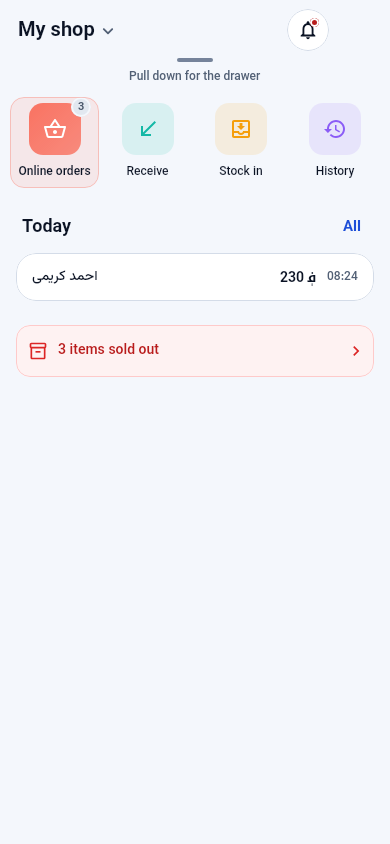 My shop
Pull down for the drawer
3
Online orders
Receive
Stock in
History
Today
All
احمد کریمی
230 ؋
08:24
3 items sold out